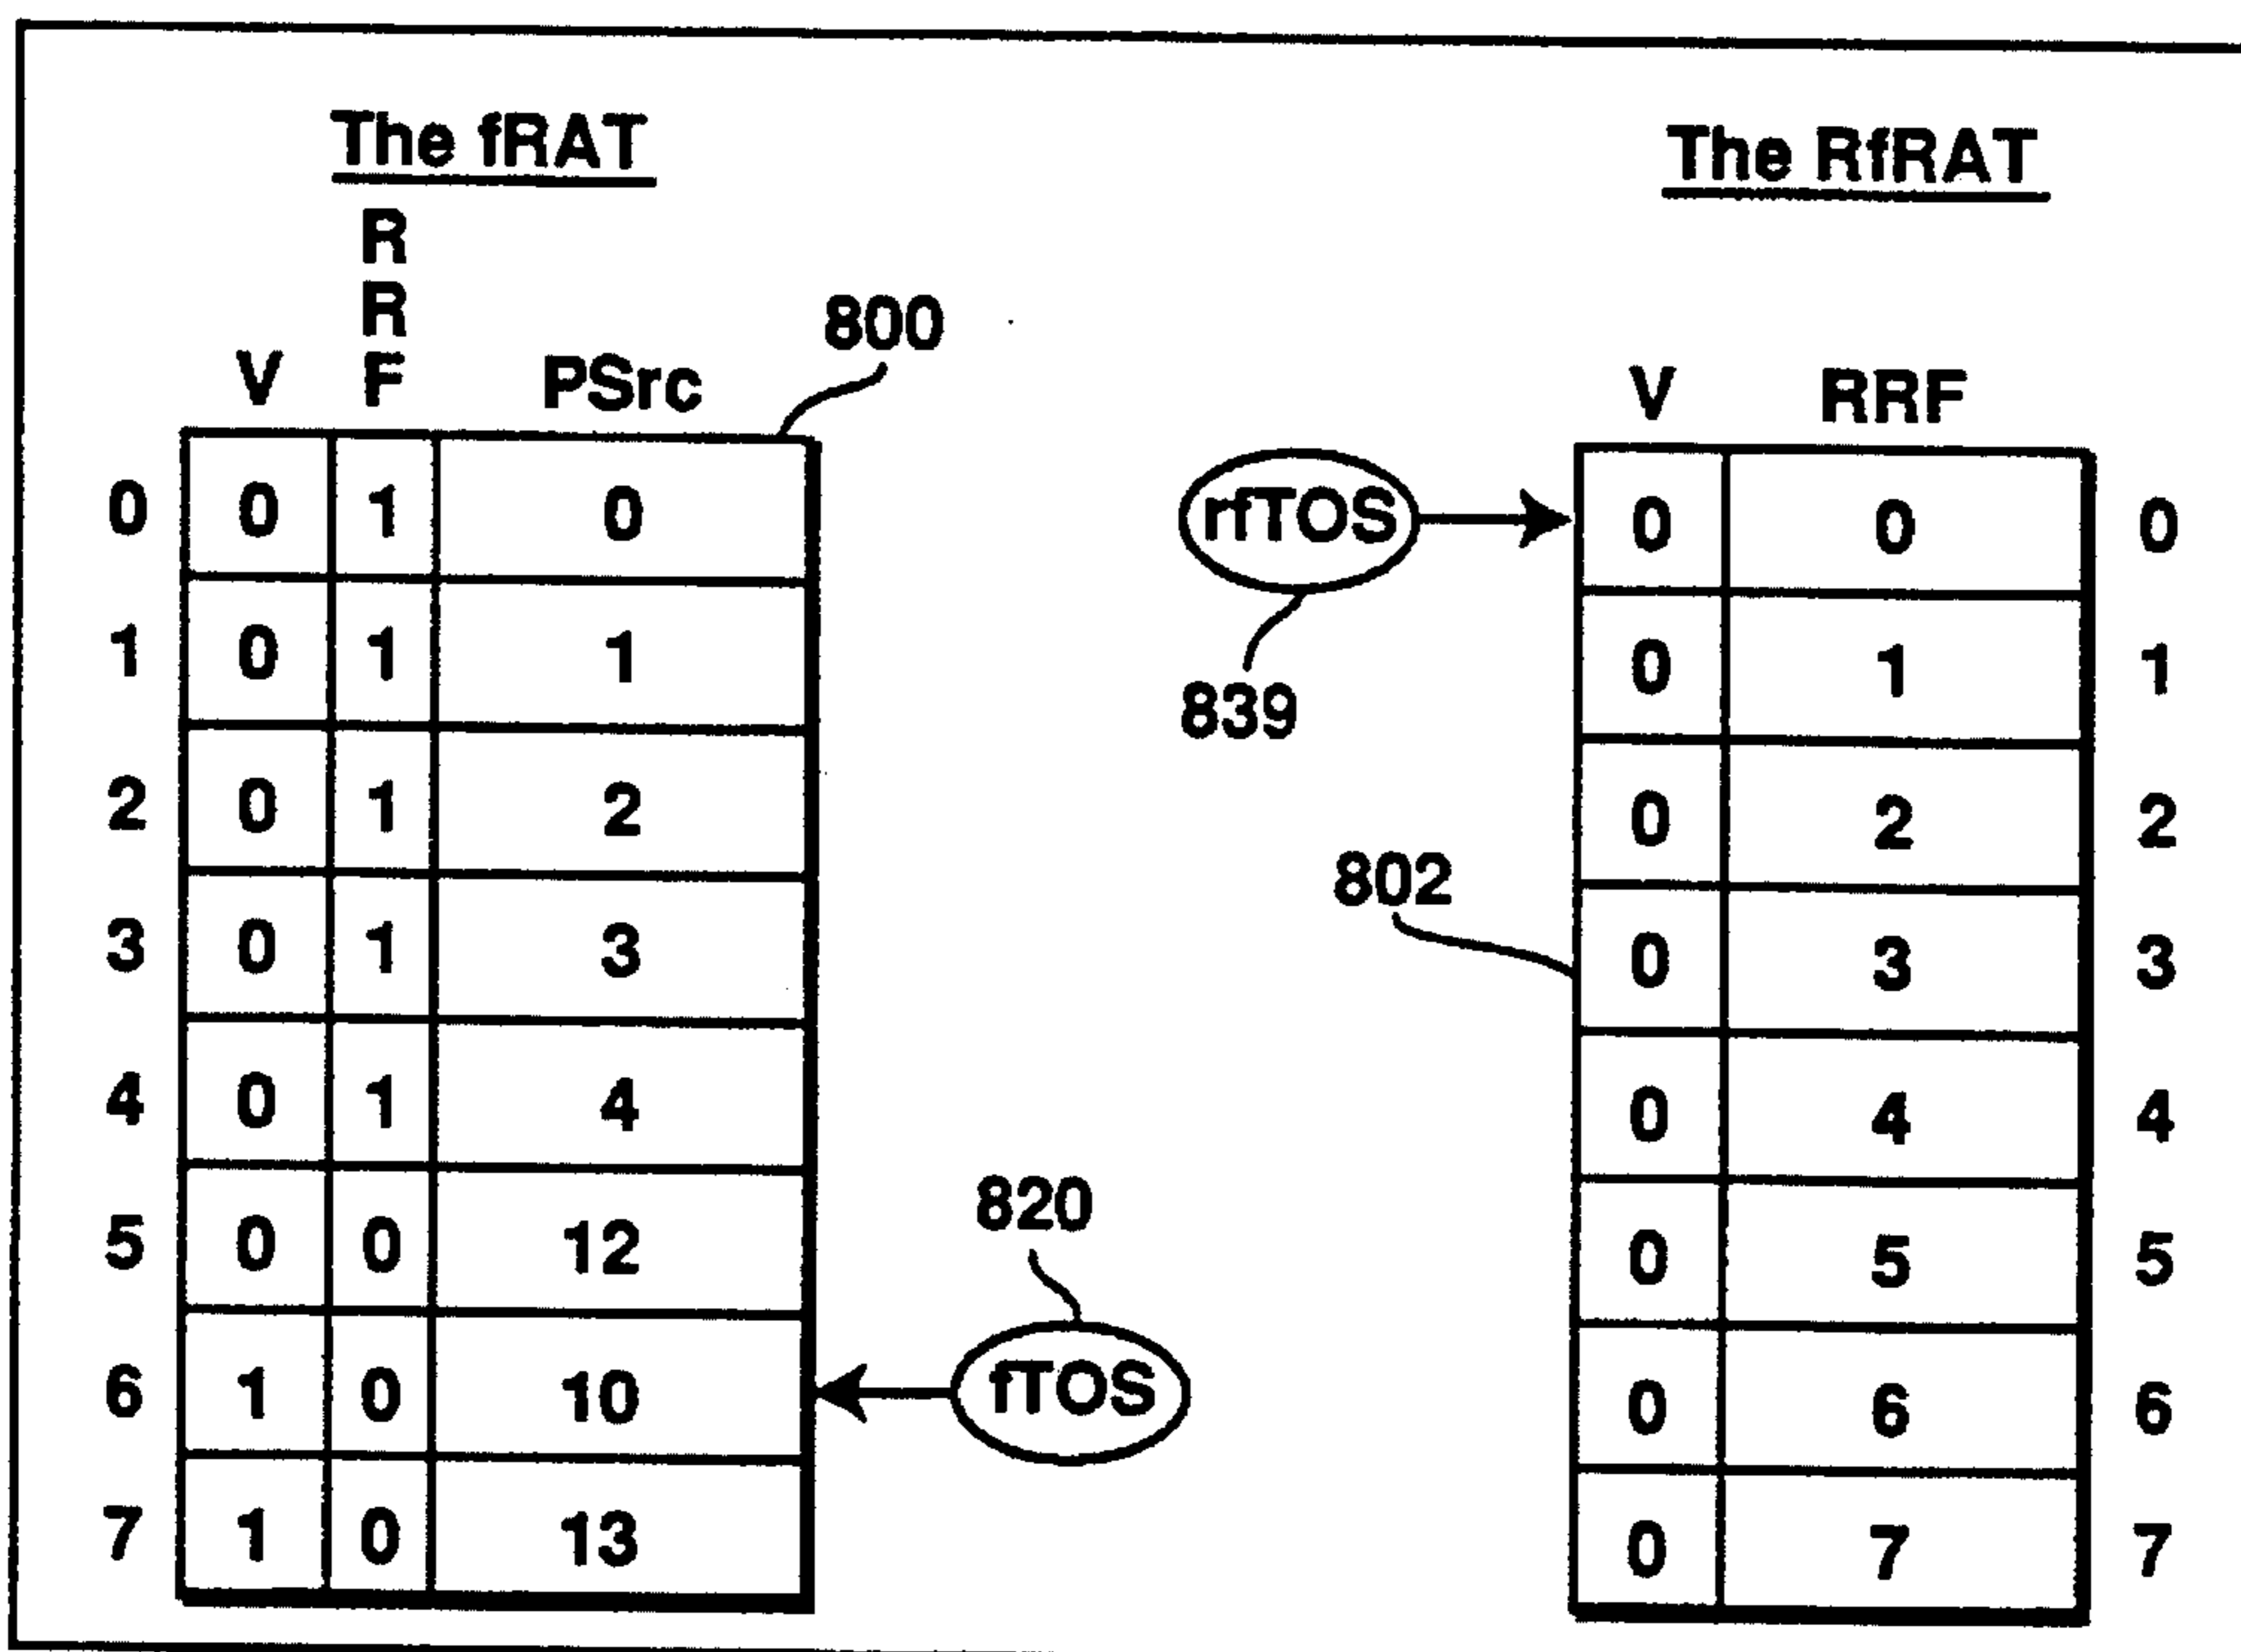 The fRAT
R
R
V F PSrc
800
0 0 1 0
1 0 1 1
2 0 1 2
3 0 1 3
4 0 1 4
5 0 0 12
6 1 0 10
7 1 0 13
820
fTOS
The RfRAT
V RRF
rfTOS
839
802
0 0 0
0 1 1
0 2 2
0 3 3
0 4 4
0 5 5
0 6 6
0 7 7